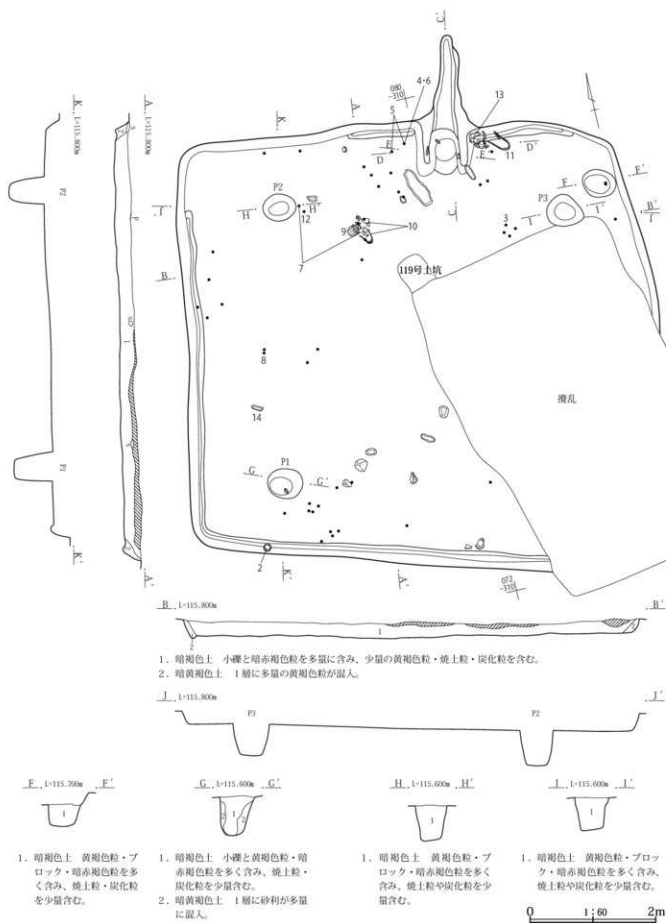 C'
080
-310
4・6
5
13
A
K
E
D
E'
D'
11
F
F'
P2
H
H'
12
P3
I
I'
B'
J'
J
C
3
9
10
7
119号土坑
B
8
攪乱
14
P1
G
G'
2
K'
A'
072
-310
K L=115.800m
P2
P1
K'
A L=115.800m
2
S
P
SD
1
S
2
A'
B L=115.800m B'
1
2
2
1. 暗褐色土 小礫と暗赤褐色粒を多量に含み、少量の黄褐色粒・焼土粒・炭化粒を含む。
2. 暗黄褐色土 1層に多量の黄褐色粒が混入。
J L=115.800m J'
P3
P2
F L=115.700m F'
1
1. 暗褐色土 黄褐色粒・ブ
ロック・暗赤褐色粒を多
く含み、焼土粒・炭化粒
を少量含む。
G L=115.600m G'
2 1 2
1. 暗褐色土 小礫と黄褐粒・暗
赤褐色粒を多く含み、焼土粒・
炭化粒を少量含む。
2. 暗黄褐色土 1層に砂利が多量
に混入。
H L=115.600m H'
1
1. 暗褐色土 黄褐色粒・ブ
ロック・暗赤褐色粒を多く
含み、焼土粒や炭化粒を少
量含む。
I L=115.600m I'
1
1. 暗褐色土 黄褐色粒・ブロッ
ク・暗赤褐色粒を多く含み、
焼土粒や炭化粒を少量含む。
0 1:60 2m